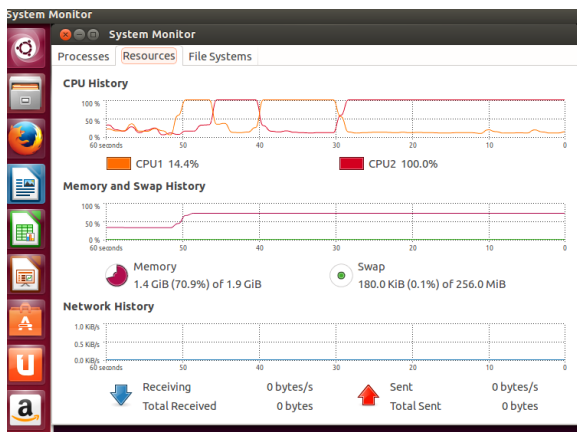 System Monitor
System Monitor
Processes Resources File Systems
CPU History
100 %
50 %
0 %
60 seconds 50 40 30 20 10 0
CPU1 14.4% CPU2 100.0%
Memory and Swap History
100 %
50 %
0 %
60 seconds 50 40 30 20 10 0
Memory Swap
1.4 GiB (70.9%) of 1.9 GiB 180.0 KiB (0.1%) of 256.0 MiB
Network History
1.0 KiB/s
0.5 KiB/s
0.0 KiB/s
60 seconds 50 40 30 20 10 0
Receiving 0 bytes/s Sent 0 bytes/s
Total Received 0 bytes Total Sent 0 bytes